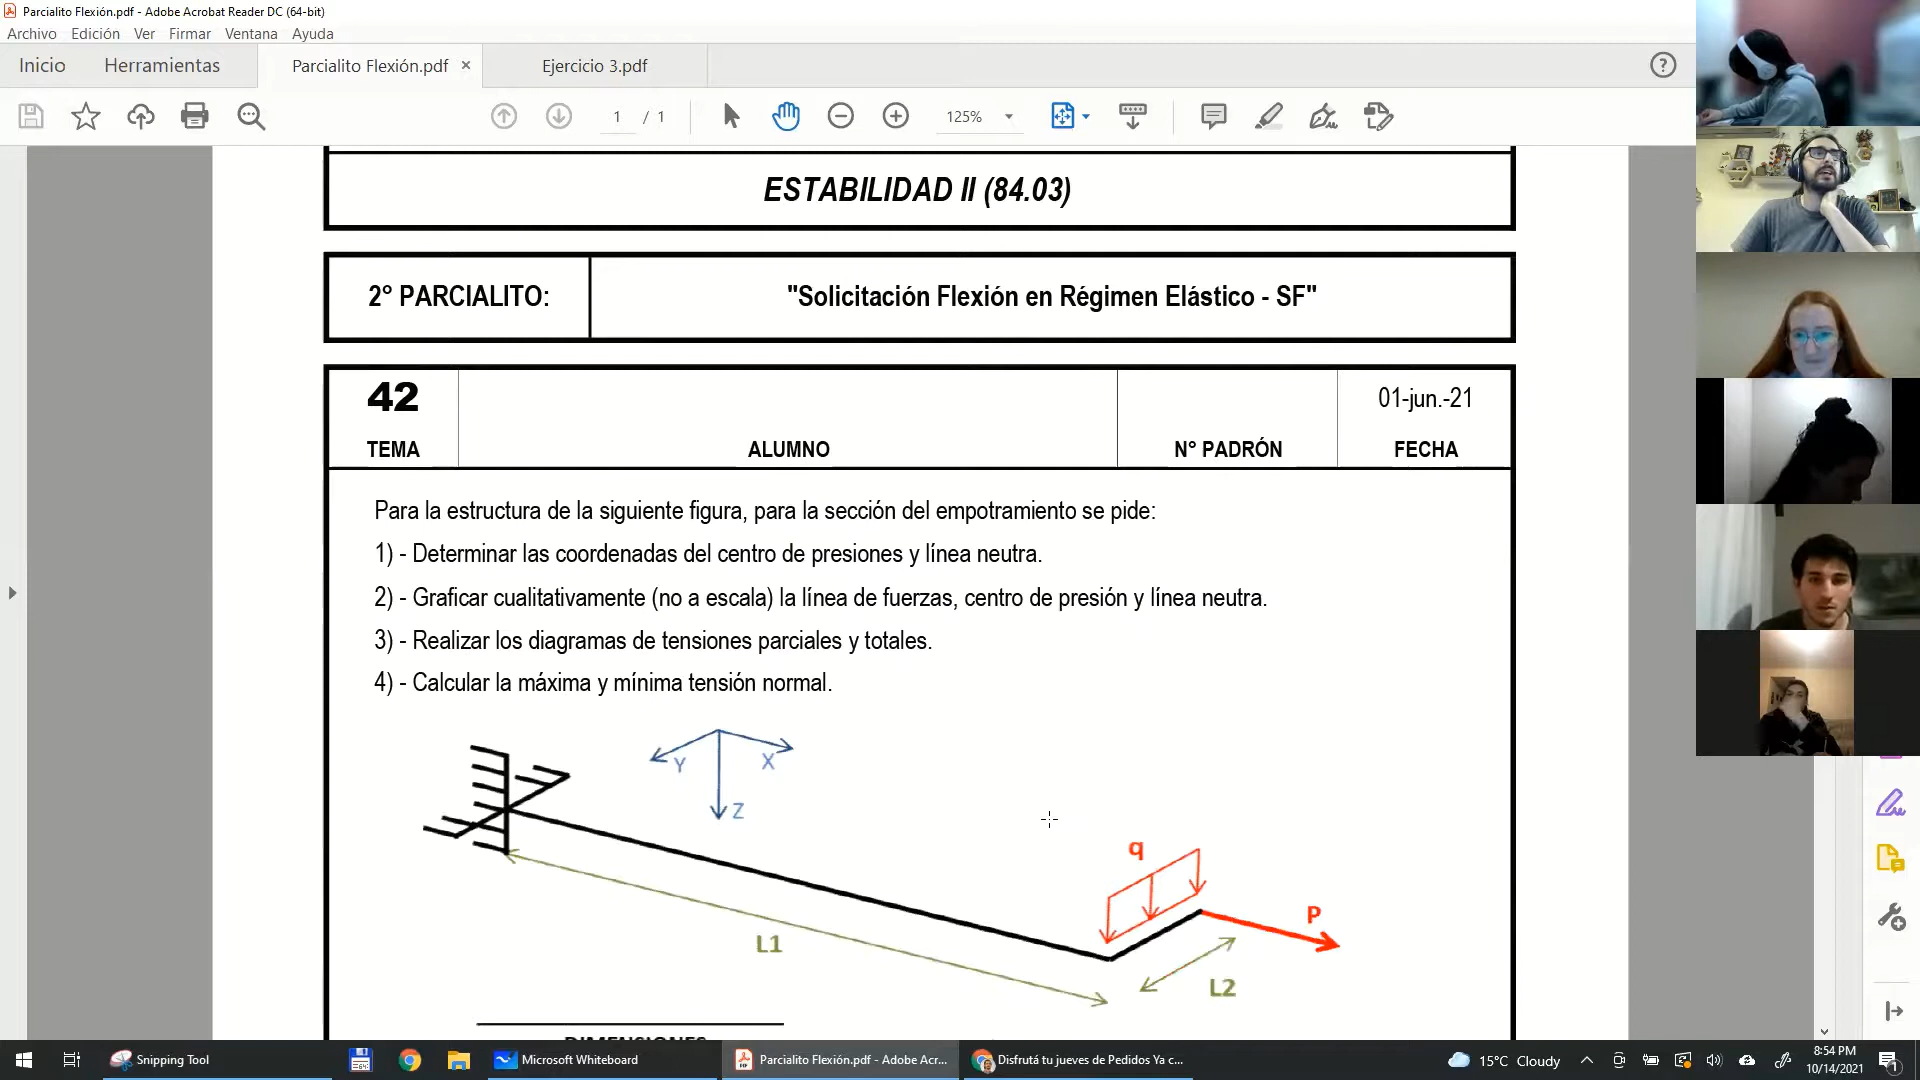 Parcialito Flexión.pdf - Adobe Acrobat Reader DC (64-bit)
Archivo Edición Ver Firmar Ventana Ayuda
Inicio Herramientas Parcialito Flexión.pdf × Ejercicio 3.pdf ?
1 / 1 125%
ESTABILIDAD II (84.03)
2° PARCIALITO: "Solicitación Flexión en Régimen Elástico - SF"
42 01-jun.-21
TEMA ALUMNO N° PADRÓN FECHA
Para la estructura de la siguiente figura, para la sección del empotramiento se pide:
1) - Determinar las coordenadas del centro de presiones y línea neutra.
2) - Graficar cualitativamente (no a escala) la línea de fuerzas, centro de presión y línea neutra.
3) - Realizar los diagramas de tensiones parciales y totales.
4) - Calcular la máxima y mínima tensión normal.
Y X
Z
q
P
L1
L2
DIMENSIONES
Snipping Tool Microsoft Whiteboard Parcialito Flexión.pdf - Adobe Acr... Disfrutá tu jueves de Pedidos Ya c... 15°C Cloudy 8:54 PM
10/14/2021